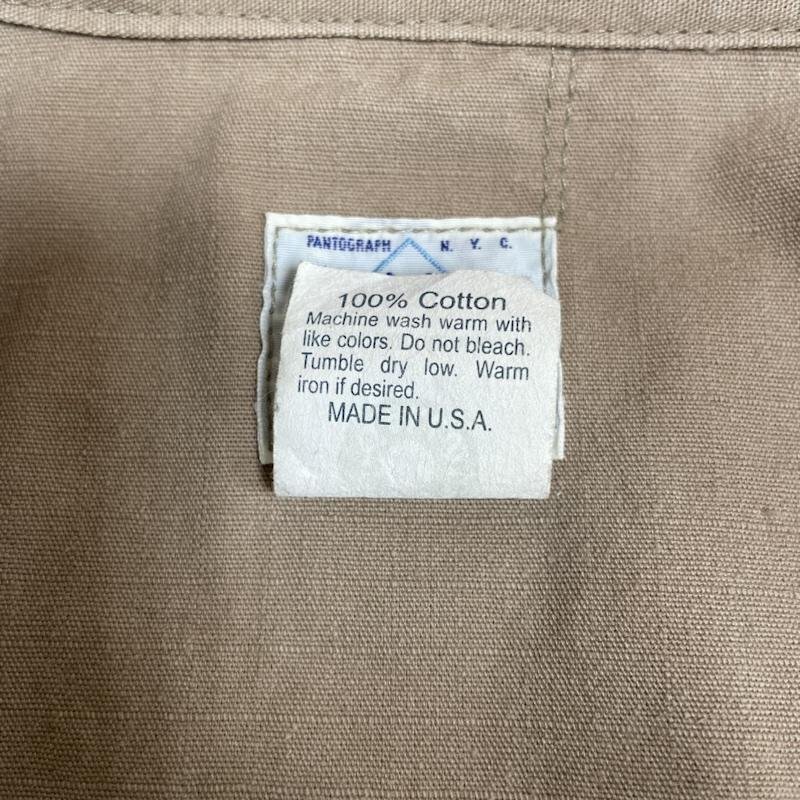 PANTOGRAPH N. Y. C.
100% Cotton
Machine wash warm with
like colors. Do not bleach.
Tumble dry low. Warm
iron if desired.
MADE IN U.S.A.